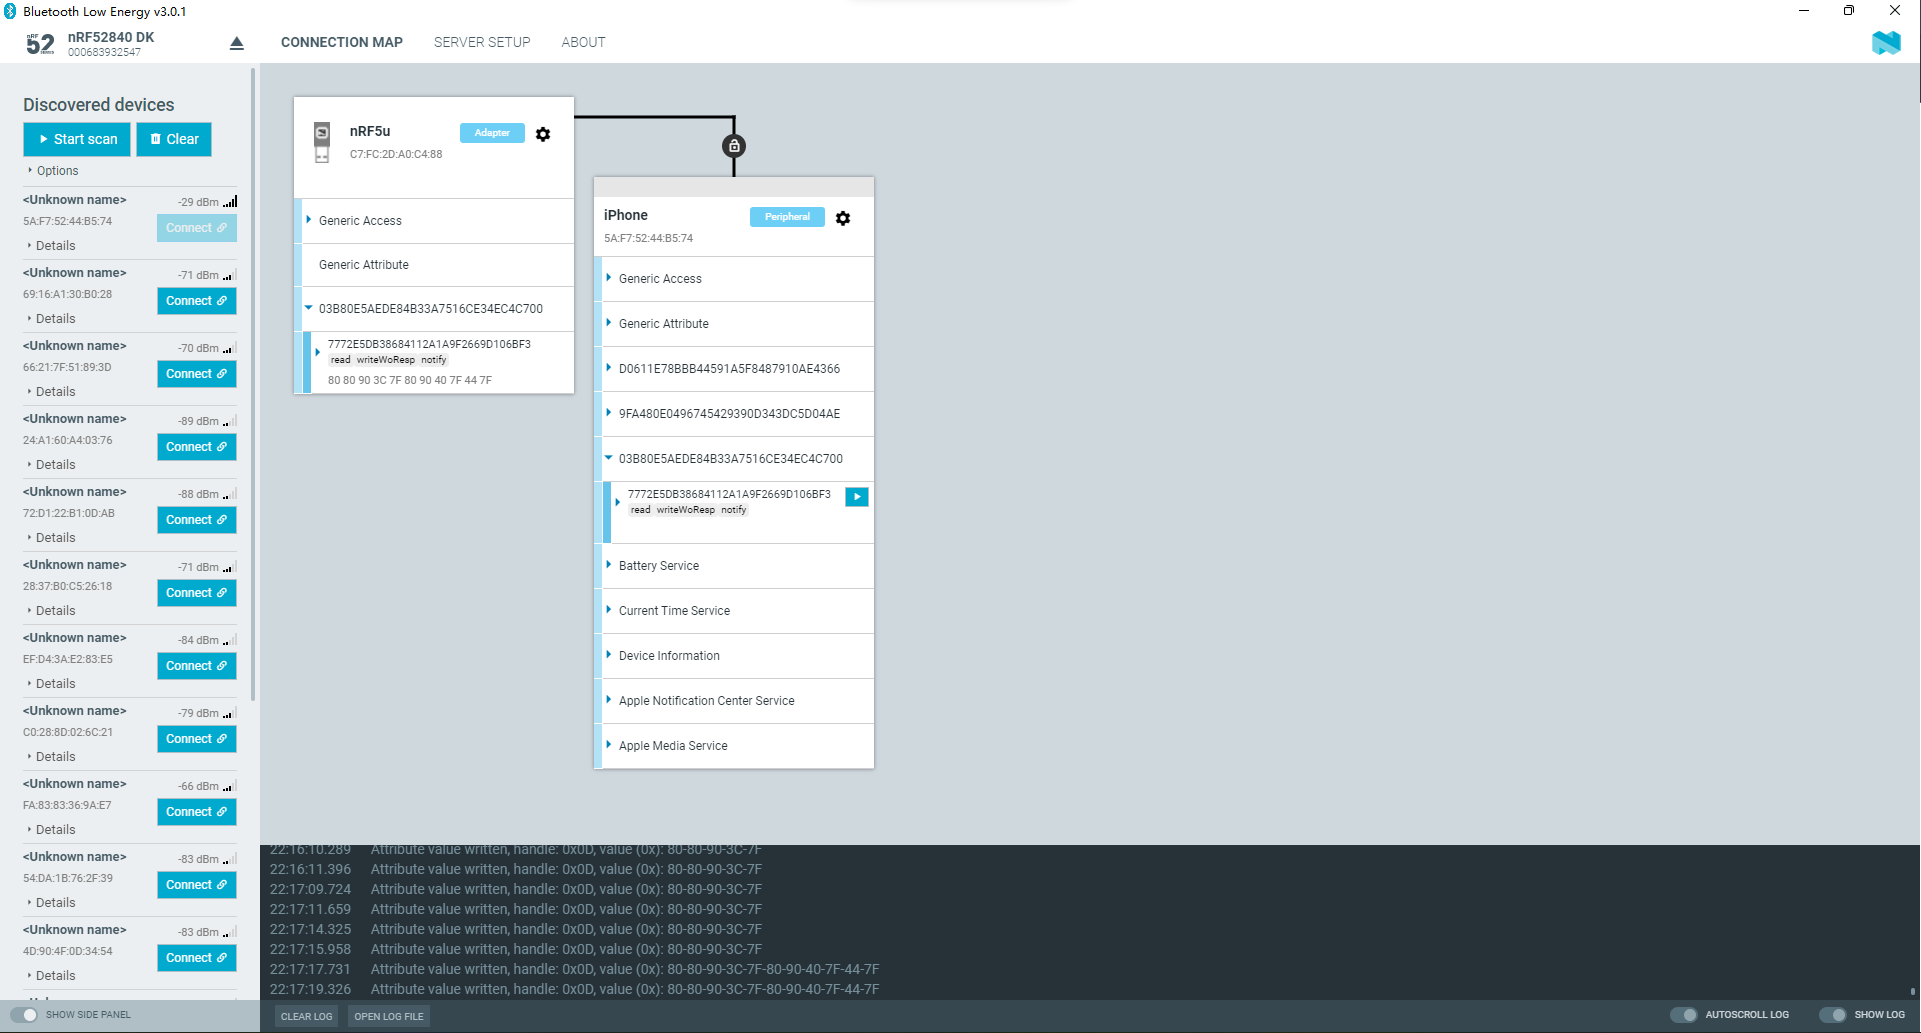 Bluetooth Low Energy v3.0.1
nRF
52
SERIES
nRF52840 DK
000683932547
CONNECTION MAP
SERVER SETUP
ABOUT
Discovered devices
Start scan
Clear
Options
<Unknown name>
-29 dBm
5A:F7:52:44:B5:74
Connect
Details
<Unknown name>
-71 dBm
69:16:A1:30:B0:28
Connect
Details
<Unknown name>
-70 dBm
66:21:7F:51:89:3D
Connect
Details
<Unknown name>
-89 dBm
24:A1:60:A4:03:76
Connect
Details
<Unknown name>
-88 dBm
72:D1:22:B1:0D:AB
Connect
Details
<Unknown name>
-71 dBm
28:37:B0:C5:26:18
Connect
Details
<Unknown name>
-84 dBm
EF:D4:3A:E2:83:E5
Connect
Details
<Unknown name>
-79 dBm
C0:28:8D:02:6C:21
Connect
Details
<Unknown name>
-66 dBm
FA:83:83:36:9A:E7
Connect
Details
<Unknown name>
-83 dBm
54:DA:1B:76:2F:39
Connect
Details
<Unknown name>
-83 dBm
4D:90:4F:0D:34:54
Connect
Details
SHOW SIDE PANEL
nRF5u
Adapter
C7:FC:2D:A0:C4:88
Generic Access
Generic Attribute
03B80E5AEDE84B33A7516CE34EC4C700
7772E5DB38684112A1A9F2669D106BF3
read writeWoResp notify
80 80 90 3C 7F 80 90 40 7F 44 7F
iPhone
Peripheral
5A:F7:52:44:B5:74
Generic Access
Generic Attribute
D0611E78BBB44591A5F8487910AE4366
9FA480E0496745429390D343DC5D04AE
03B80E5AEDE84B33A7516CE34EC4C700
7772E5DB38684112A1A9F2669D106BF3
read writeWoResp notify
Battery Service
Current Time Service
Device Information
Apple Notification Center Service
Apple Media Service
22:16:10.289 Attribute value written, handle: 0x0D, value (0x): 80-80-90-3C-7F
22:16:11.396 Attribute value written, handle: 0x0D, value (0x): 80-80-90-3C-7F
22:17:09.724 Attribute value written, handle: 0x0D, value (0x): 80-80-90-3C-7F
22:17:11.659 Attribute value written, handle: 0x0D, value (0x): 80-80-90-3C-7F
22:17:14.325 Attribute value written, handle: 0x0D, value (0x): 80-80-90-3C-7F
22:17:15.958 Attribute value written, handle: 0x0D, value (0x): 80-80-90-3C-7F
22:17:17.731 Attribute value written, handle: 0x0D, value (0x): 80-80-90-3C-7F-80-90-40-7F-44-7F
22:17:19.326 Attribute value written, handle: 0x0D, value (0x): 80-80-90-3C-7F-80-90-40-7F-44-7F
CLEAR LOG
OPEN LOG FILE
AUTOSCROLL LOG
SHOW LOG